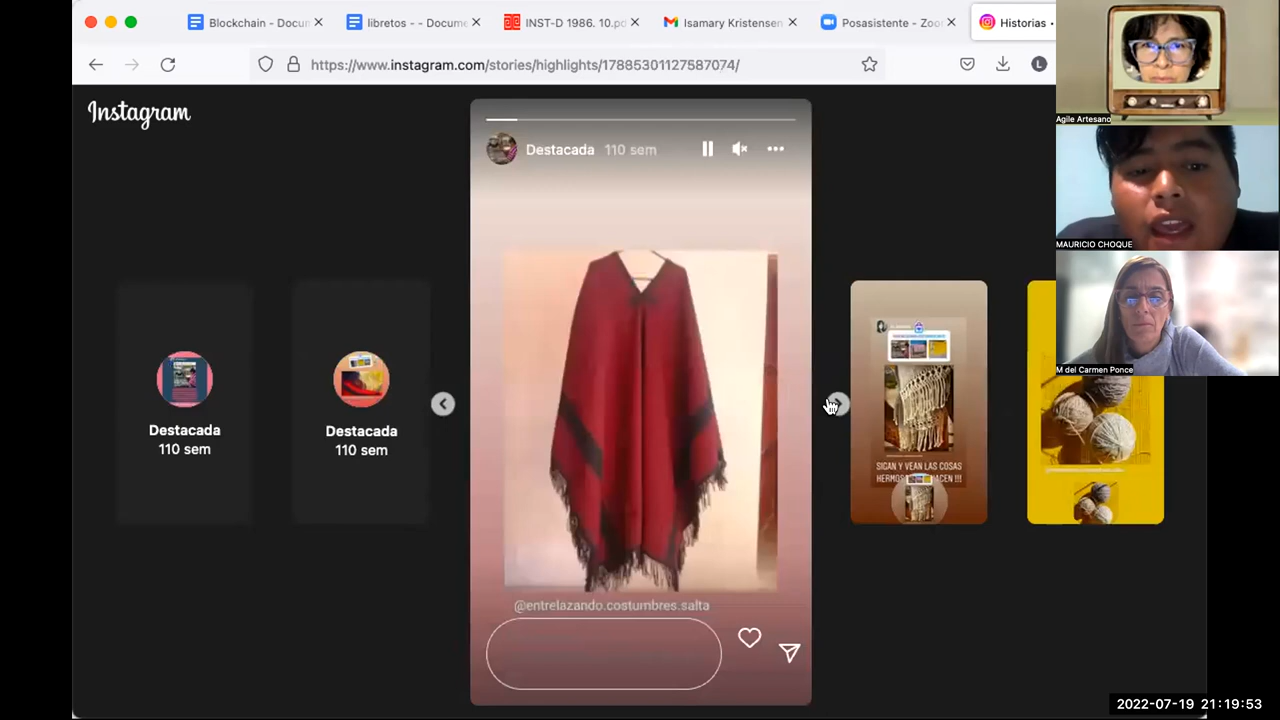 Blockchain - Docum
libretos - - Docume
INST-D 1986. 10.pd
Isamary Kristensen
Posasistente - Zoo
Historias •
https://www.instagram.com/stories/highlights/17885301127587074/
L
Instagram
Destacada 110 sem
Destacada
110 sem
Destacada
110 sem
@entrelazando.costumbres.salta
SIGAN Y VEAN LAS COSAS
Agile Artesano
MAURICIO CHOQUE
M del Carmen Ponce
2022-07-19 21:19:53